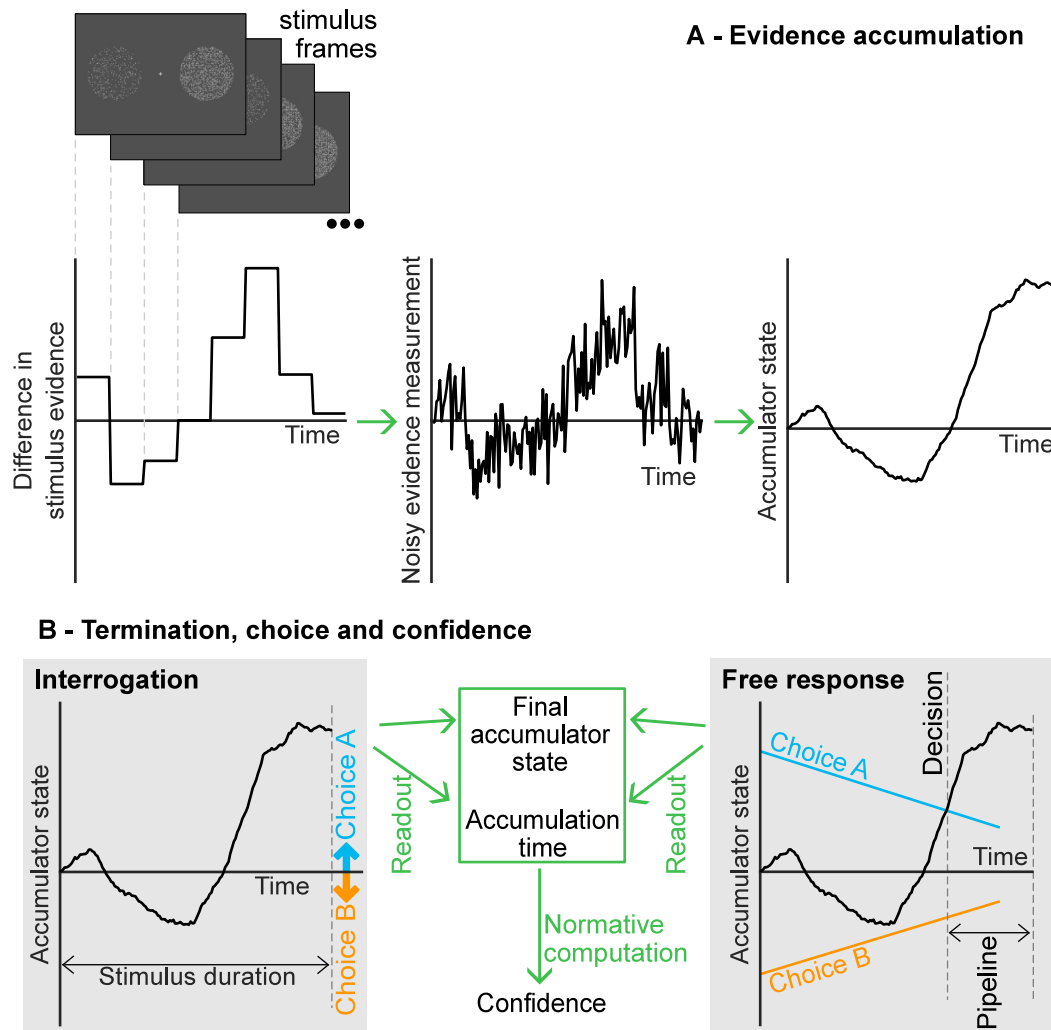 stimulus
frames
A - Evidence accumulation
Difference in
stimulus evidence
Time
Noisy evidence measurement
Time
Accumulator state
Time
B - Termination, choice and confidence
Interrogation
Accumulator state
Time
Stimulus duration
Choice A
Choice B
Readout
Final
accumulator
state
Accumulation
time
Readout
Normative
computation
Confidence
Free response
Accumulator state
Choice A
Decision
Time
Choice B
Pipeline